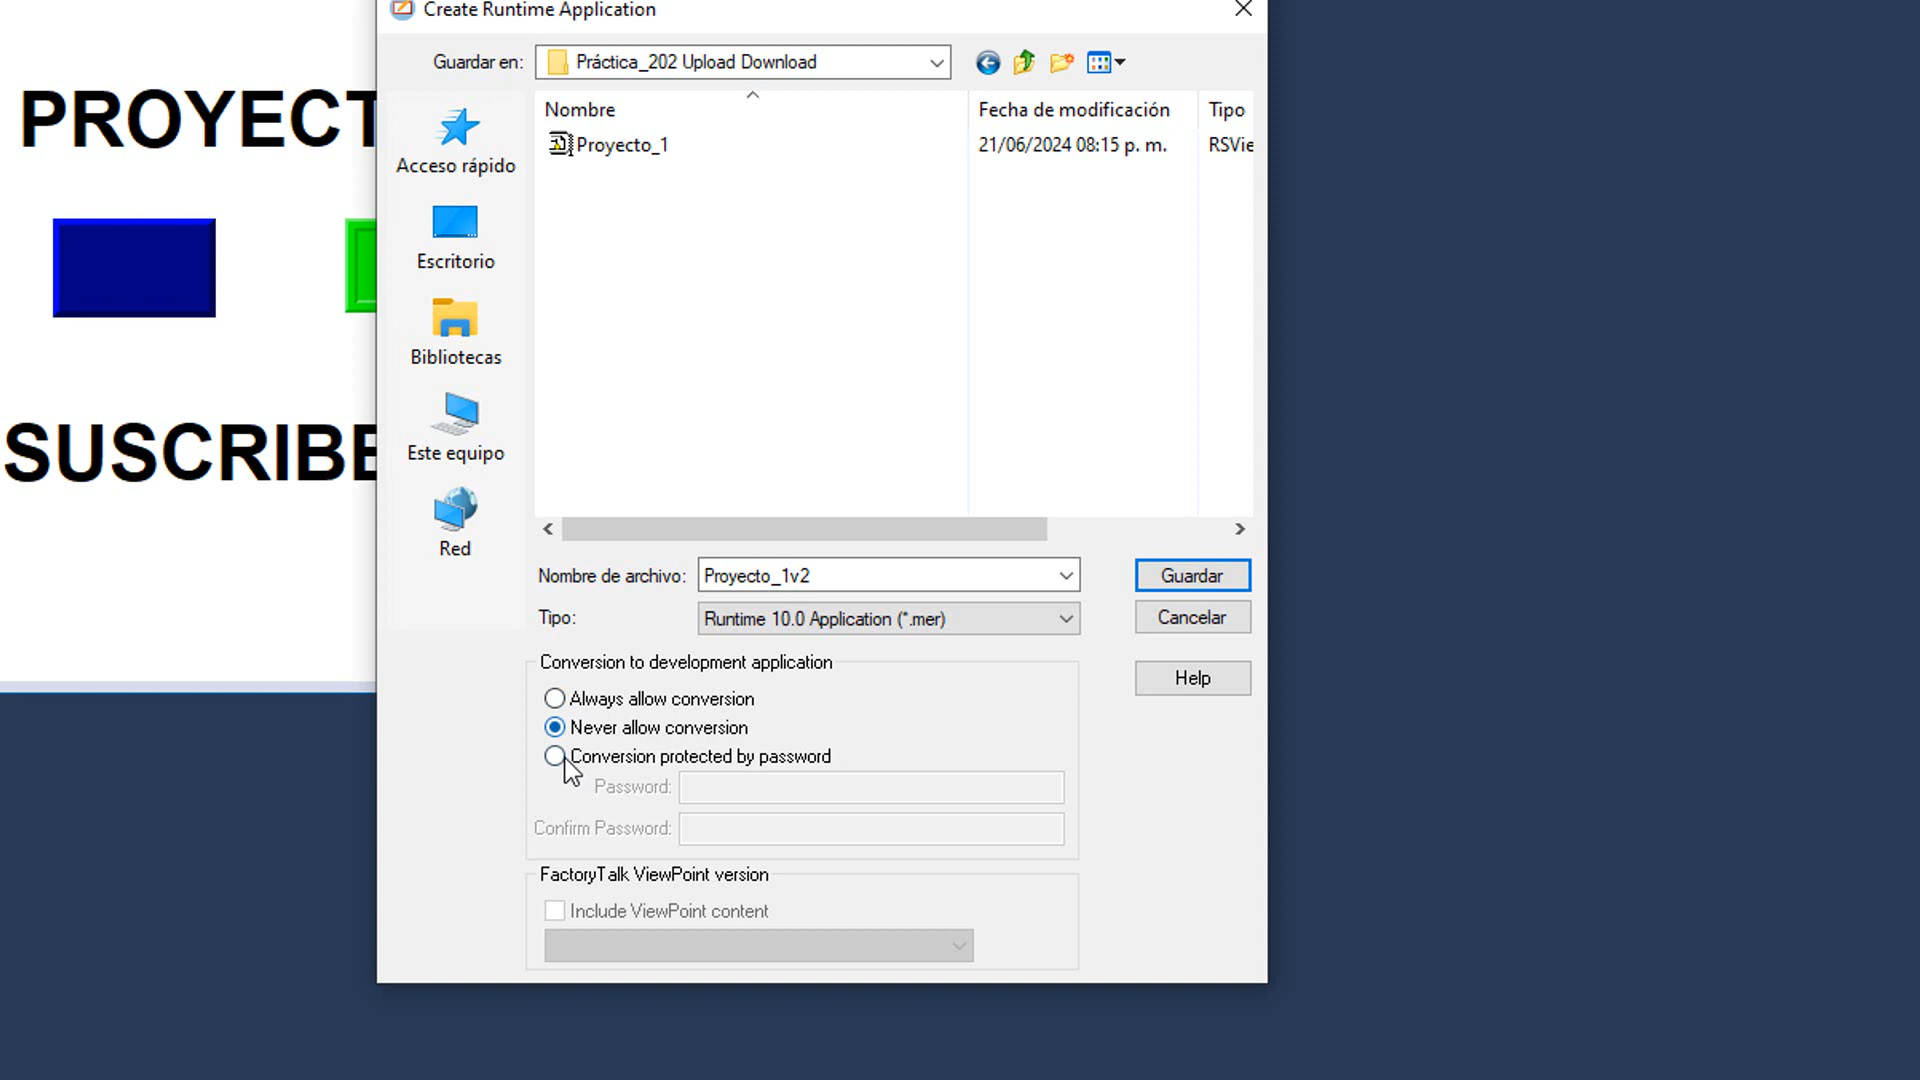 Create Runtime Application
Guardar en: Práctica_202 Upload Download
PROYECT
SUSCRIBE
Acceso rápido
Escritorio
Bibliotecas
Este equipo
Red
Nombre Fecha de modificación Tipo
Proyecto_1 21/06/2024 08:15 p. m. RSVie
Nombre de archivo: Proyecto_1v2 Guardar
Tipo: Runtime 10.0 Application (*.mer) Cancelar
Help
Conversion to development application
Always allow conversion
Never allow conversion
Conversion protected by password
Password:
Confirm Password:
FactoryTalk ViewPoint version
Include ViewPoint content